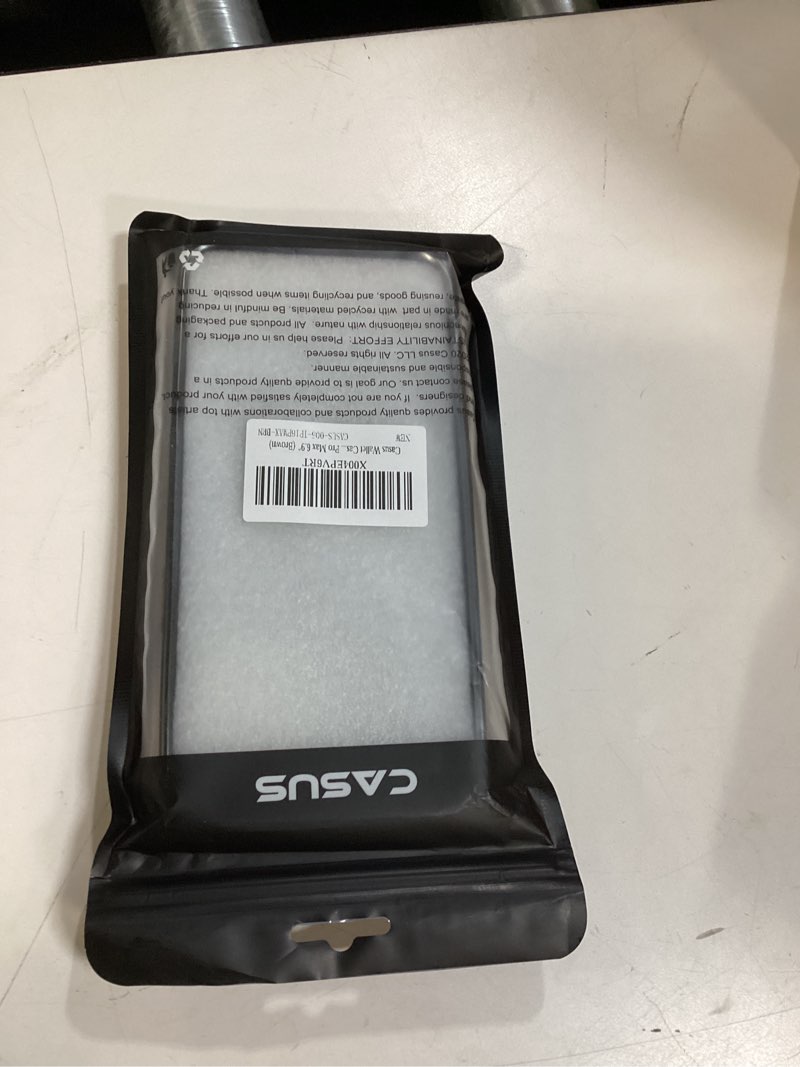 CASUS
X004EPV6RT
Casus Wallet Cas... Pro Max 6.9" (Brown)
NEW
CASUS-005-IP16PMAX-BRN
provides quality products and collaborations with top artists
designers. If you are not completely satisfied with your product,
contact us. Our goal is to provide quality products in a
and sustainable manner.
Casus LLC. All rights reserved.
EFFORT: Please help us in our efforts for a
relationship with nature. All products and packaging
made in part with recycled materials. Be mindful in reducing
reusing goods, and recycling items when possible. Thank you